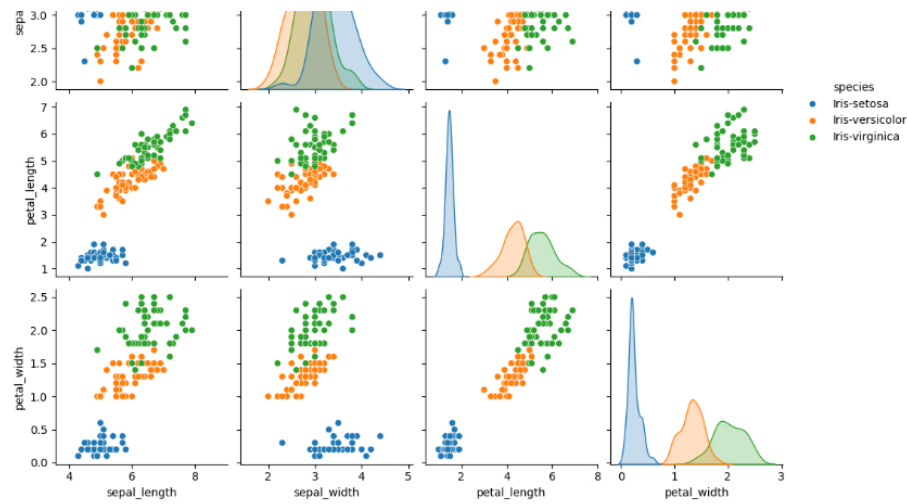 sepa
3.0
2.5
2.0
species
Iris-setosa
Iris-versicolor
Iris-virginica
petal_length
7
6
5
4
3
2
1
petal_width
2.5
2.0
1.5
1.0
0.5
0.0
4 6 8 2 3 4 5 2 4 6 8 0 1 2 3
sepal_length sepal_width petal_length petal_width